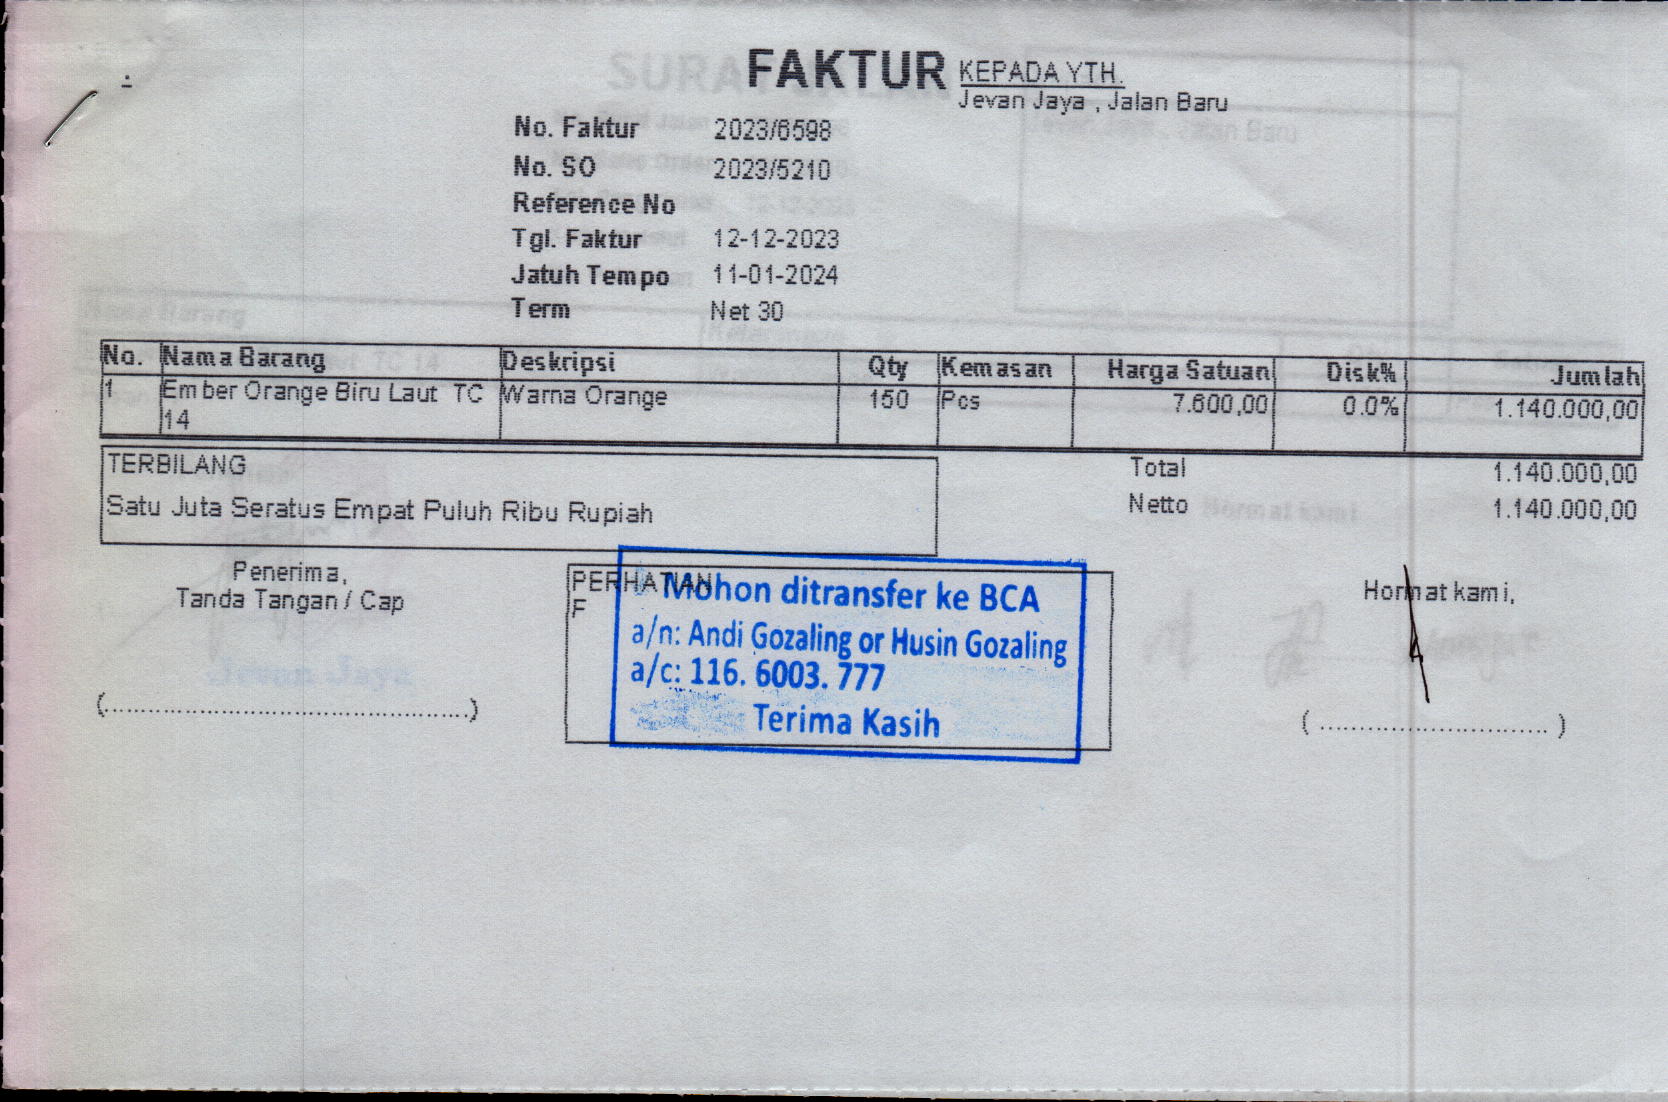 FAKTUR
KEPADA YTH.
Jevan Jaya , Jalan Baru
No. Faktur 2023/6598
No. SO 2023/5210
Reference No
Tgl. Faktur 12-12-2023
Jatuh Tempo 11-01-2024
Term Net 30
No. Nama Barang Deskripsi Qty Kemasan Harga Satuan Disk% Jumlah
1 Ember Orange Biru Laut TC Warna Orange 150 Pcs 7.600,00 0.0% 1.140.000,00
14
TERBILANG Total 1.140.000,00
Satu Juta Seratus Empat Puluh Ribu Rupiah Netto 1.140.000,00
Penerima,
Tanda Tangan / Cap
(..........................................)
PERHATIAN
F
Mohon ditransfer ke BCA
a/n: Andi Gozaling or Husin Gozaling
a/c: 116. 6003. 777
Terima Kasih
Hormat kami,
( ............................ )
Jevan Jaya